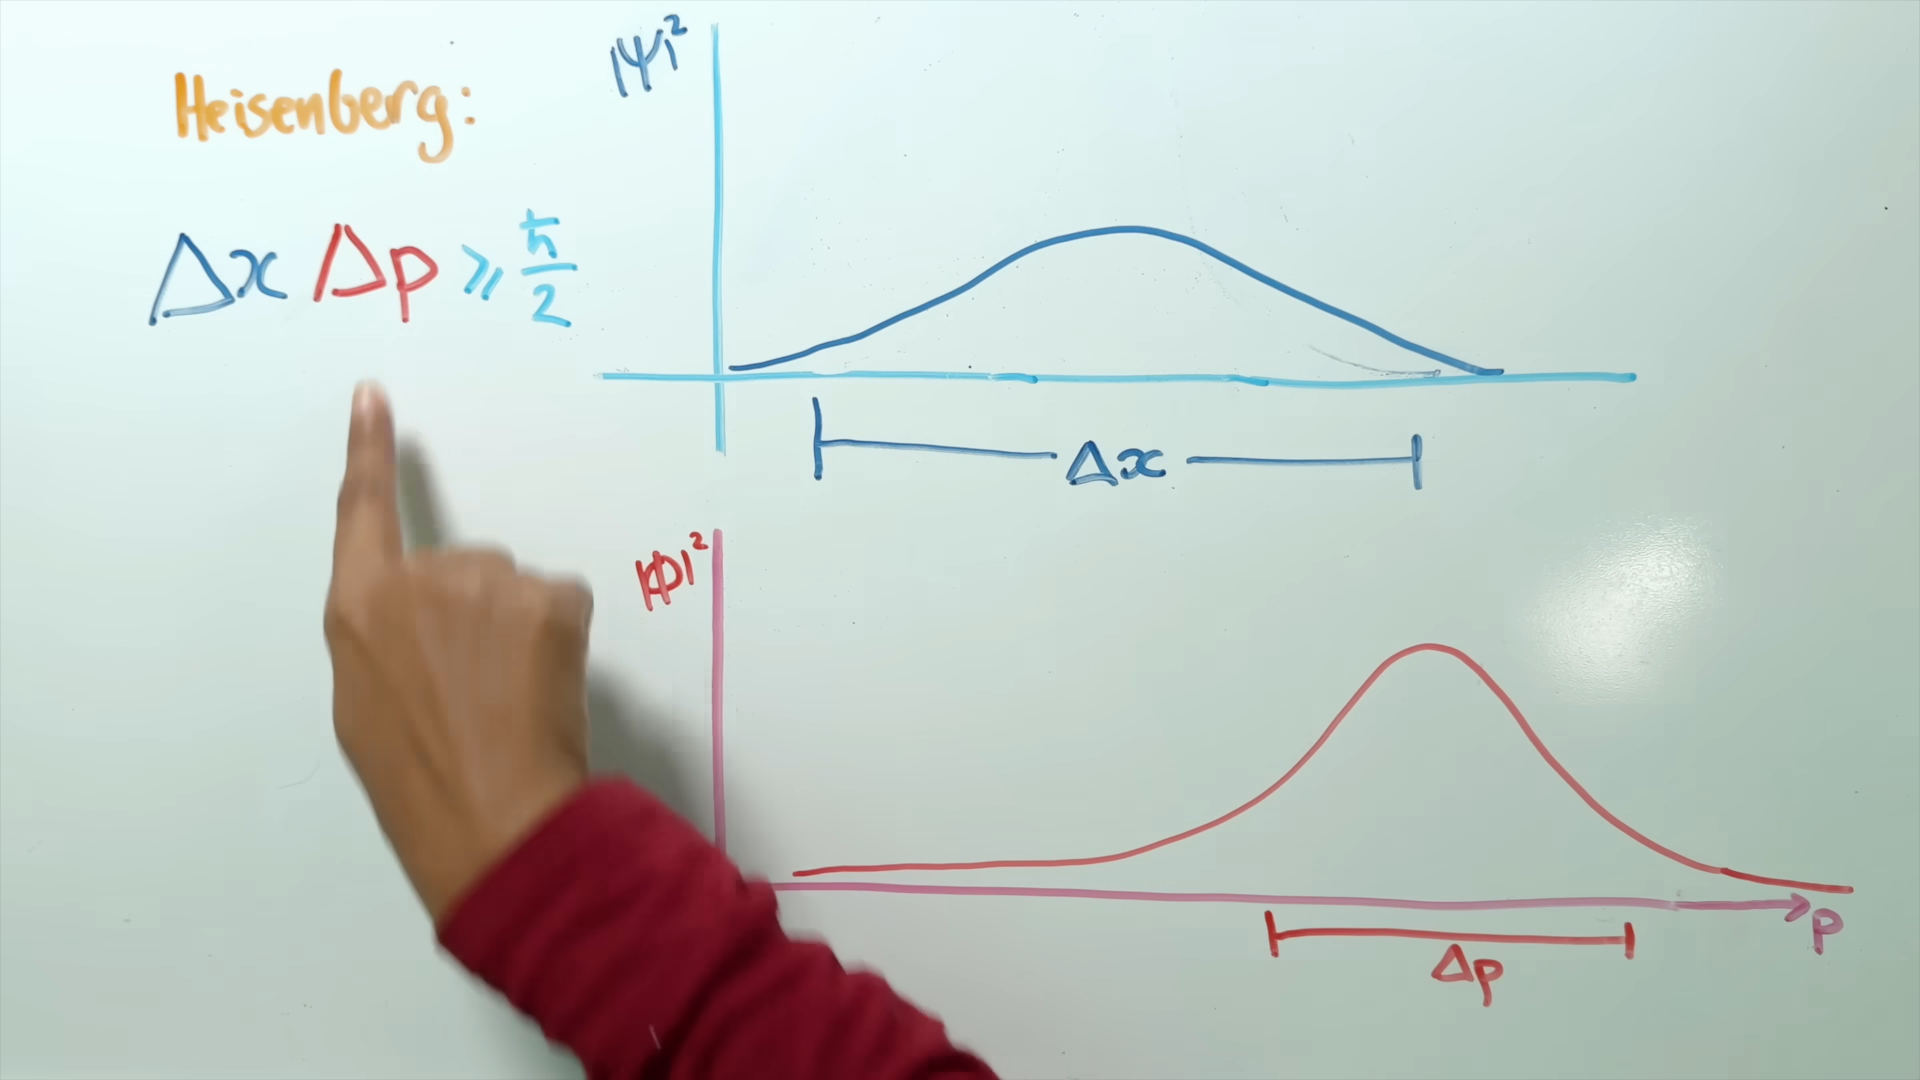 Heisenberg:
Δx Δp ⩾ ħ/2
|Ψ|²
Δx
|ϕ|²
p
Δp